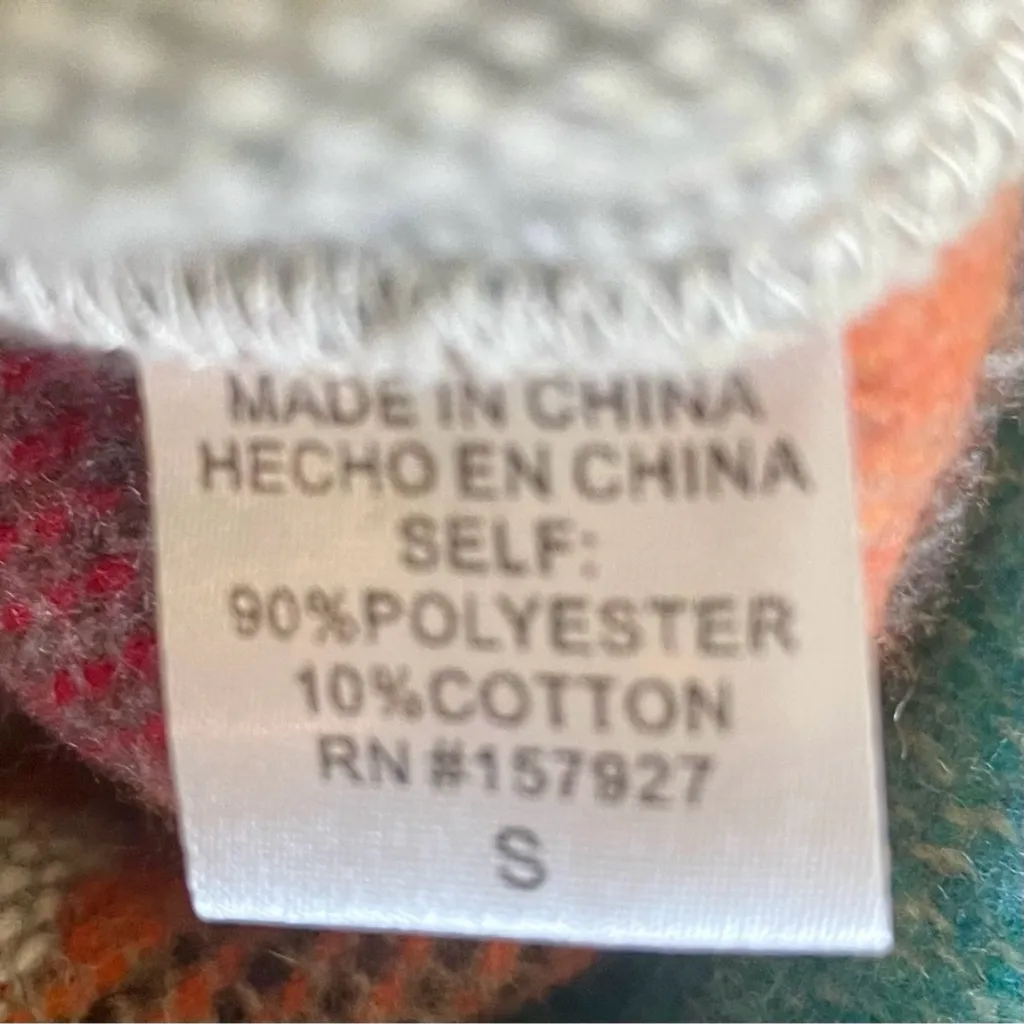 MADE IN CHINA
HECHO EN CHINA
SELF:
90%POLYESTER
10%COTTON
RN #157927
S